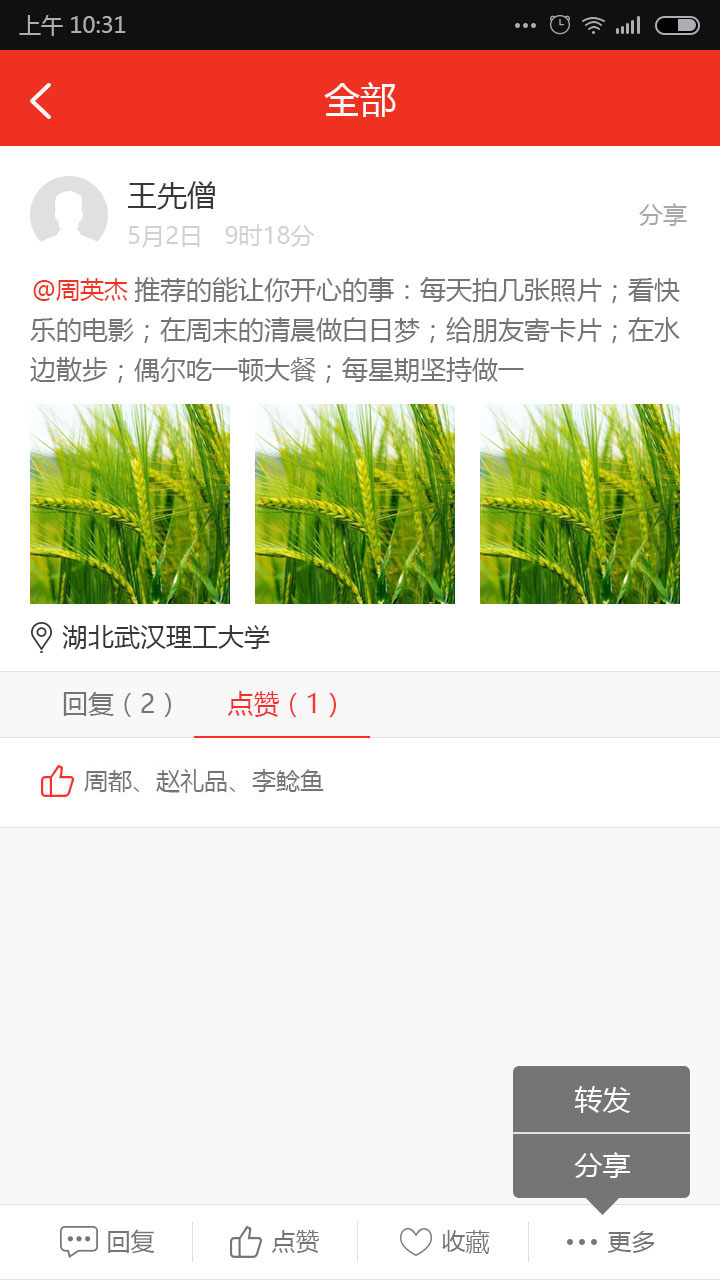 上午 10:31
全部
王先僧
5月2日 9时18分
分享
@周英杰 推荐的能让你开心的事：每天拍几张照片；看快
乐的电影；在周末的清晨做白日梦；给朋友寄卡片；在水
边散步；偶尔吃一顿大餐；每星期坚持做一
湖北武汉理工大学
回复（2） 点赞（1）
周都、赵礼品、李鲶鱼
转发
分享
回复 点赞 收藏 更多